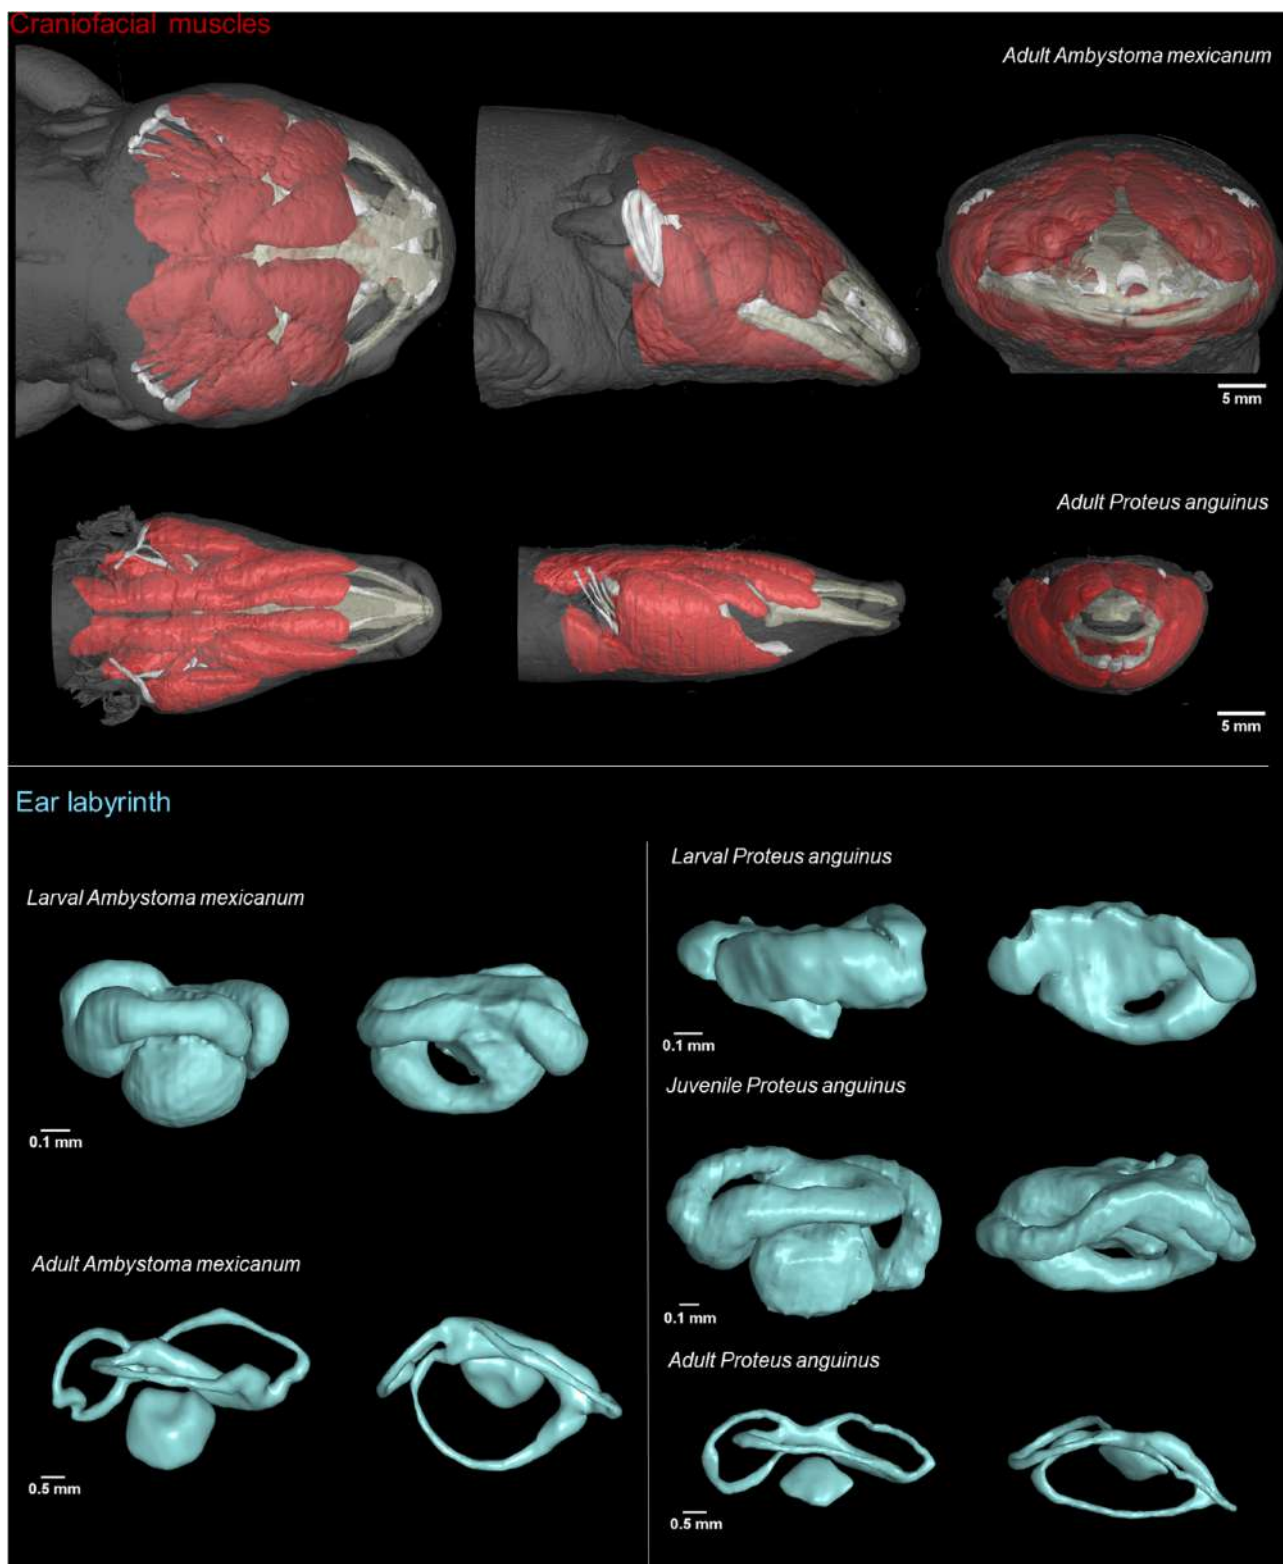 Craniofacial muscles
Adult Ambystoma mexicanum
5 mm
Adult Proteus anguinus
5 mm
Ear labyrinth
Larval Ambystoma mexicanum
0.1 mm
Adult Ambystoma mexicanum
0.5 mm
Larval Proteus anguinus
0.1 mm
Juvenile Proteus anguinus
0.1 mm
Adult Proteus anguinus
0.5 mm